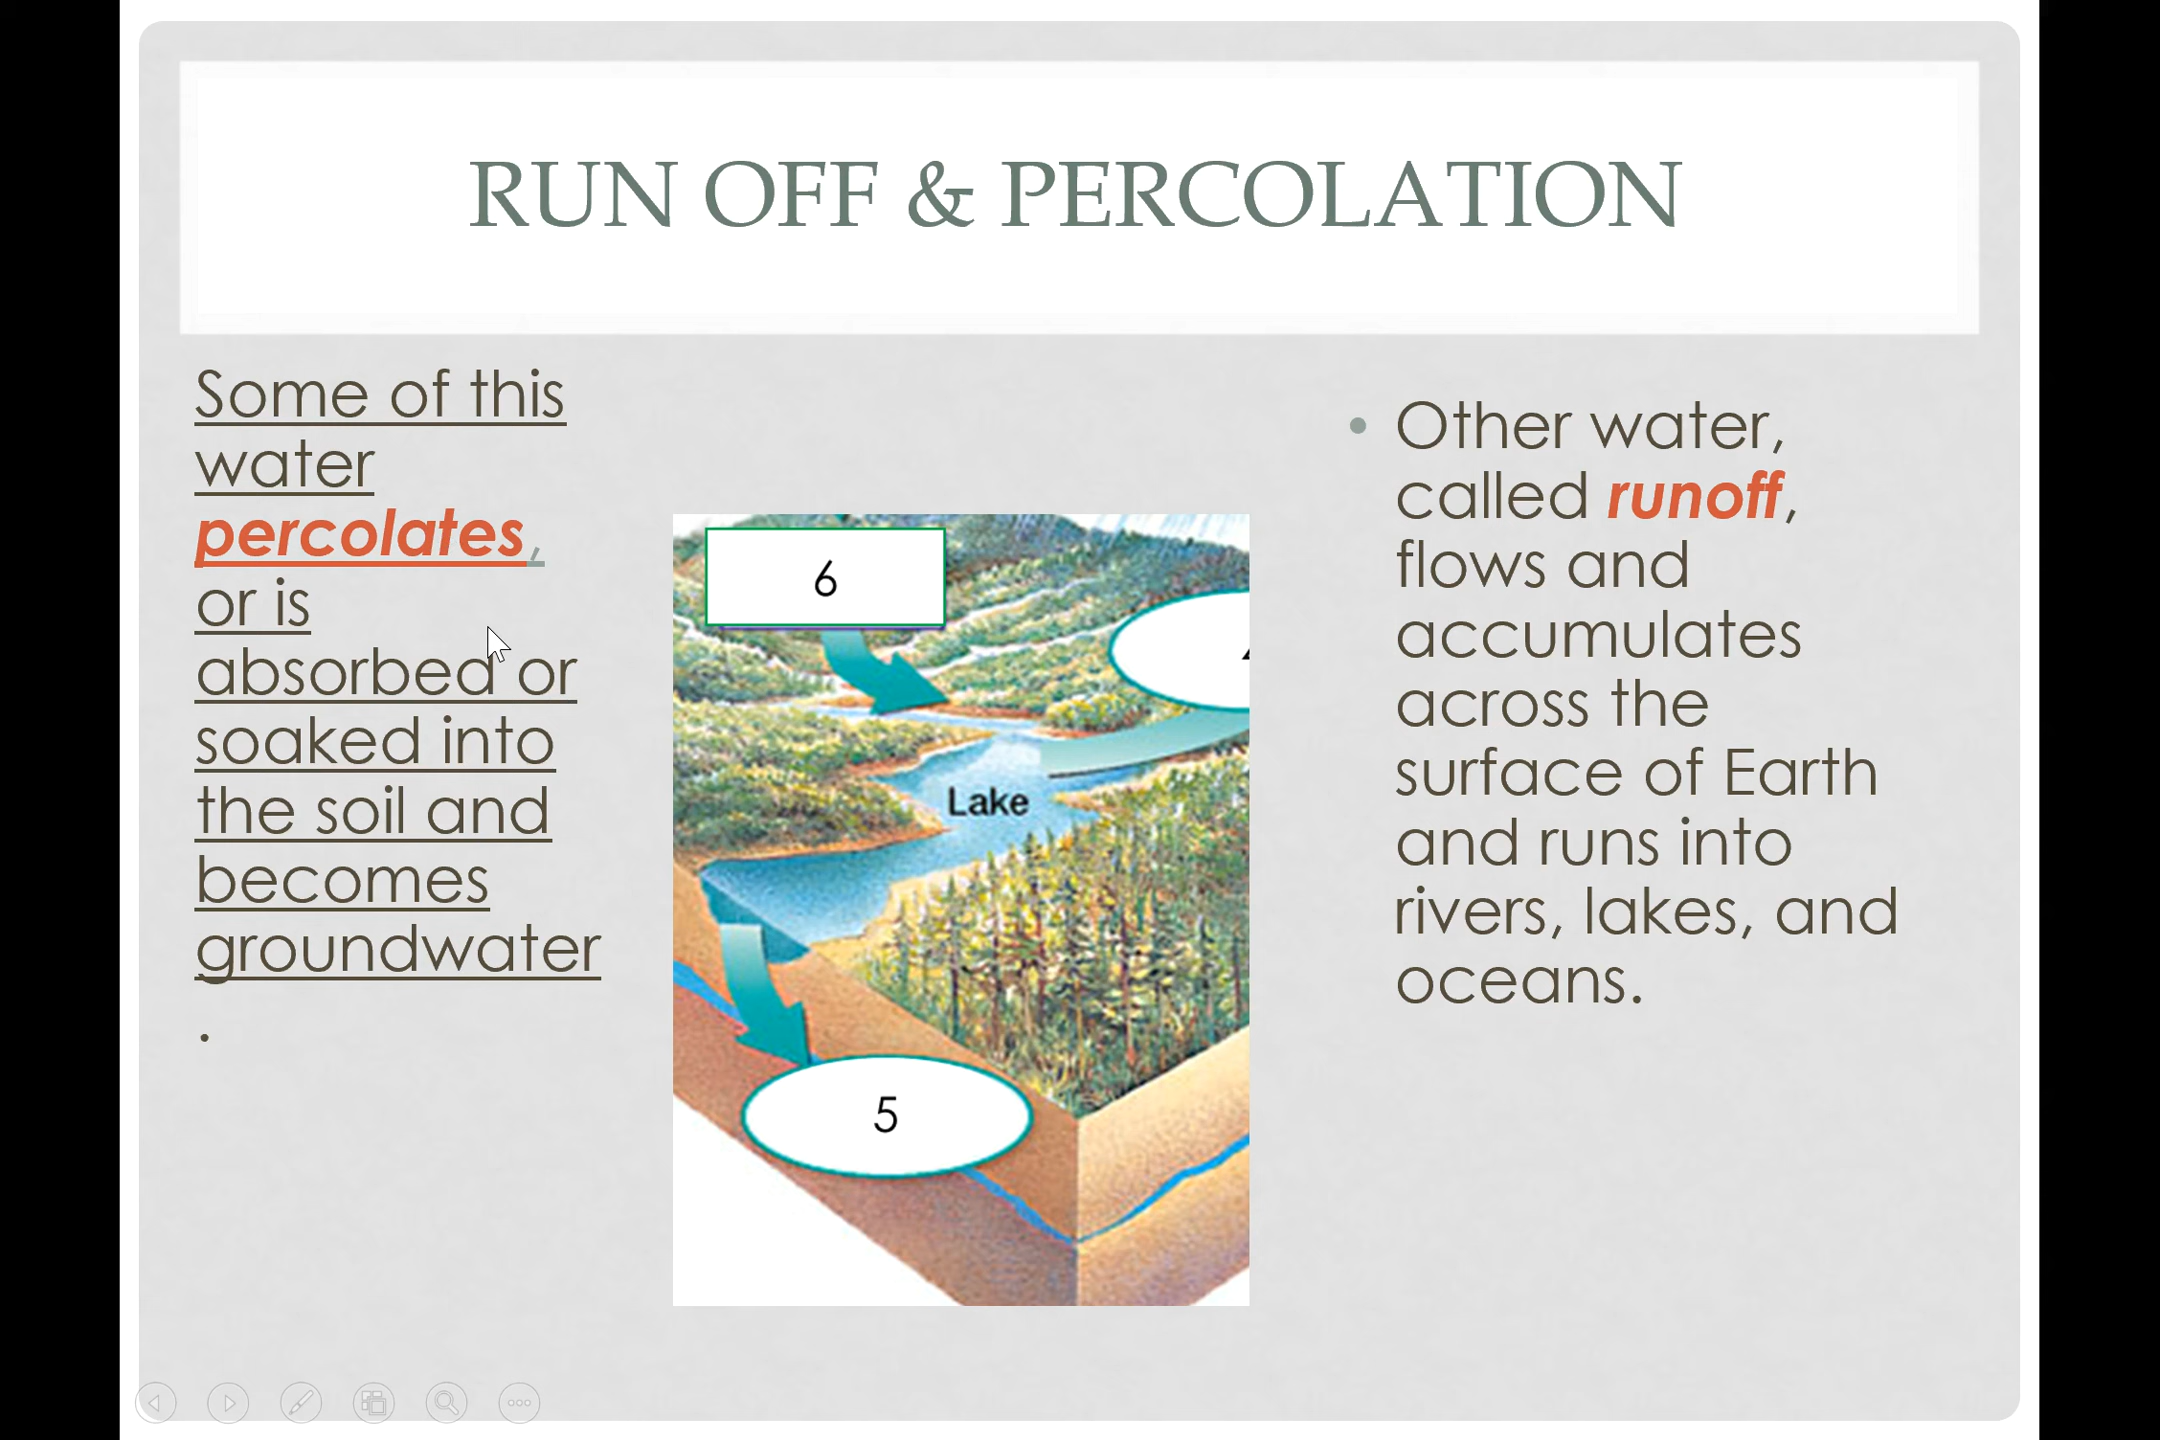 RUN OFF & PERCOLATION
Some of this
water
percolates,
or is
absorbed or
soaked into
the soil and
becomes
groundwater
.
6
Lake
5
• Other water,
called runoff,
flows and
accumulates
across the
surface of Earth
and runs into
rivers, lakes, and
oceans.